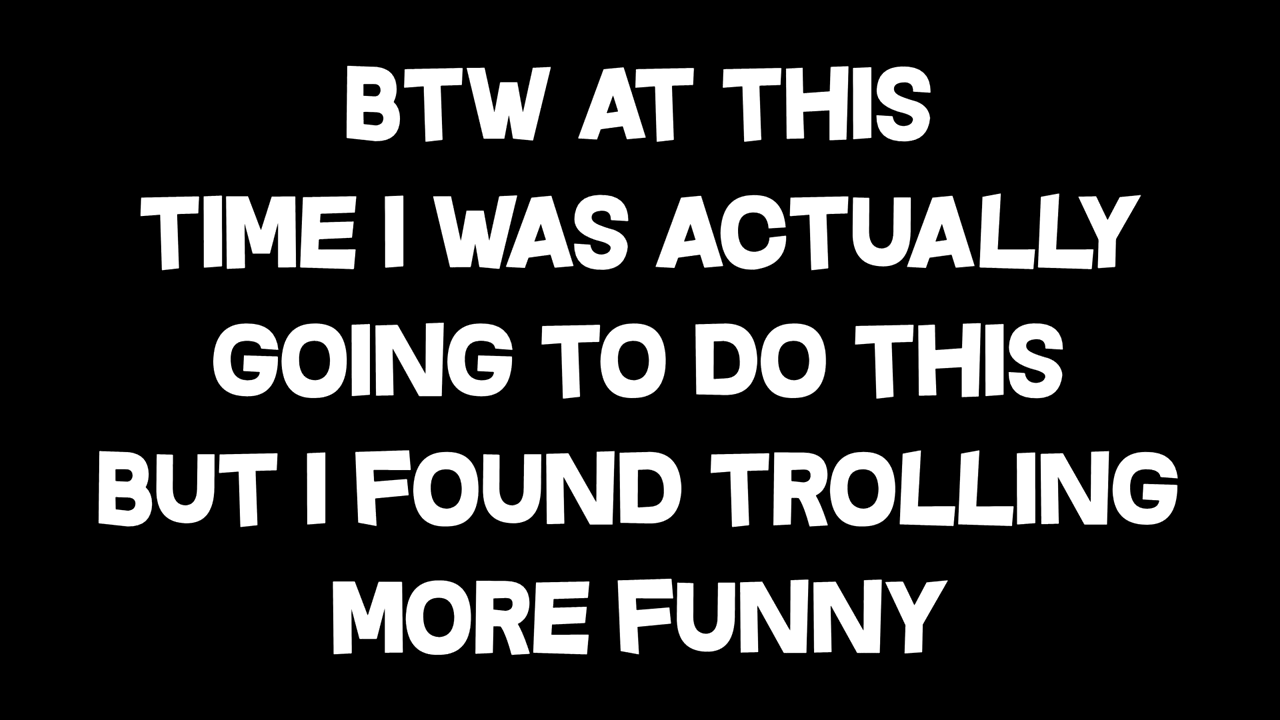 BTW AT THIS
TIME I WAS ACTUALLY
GOING TO DO THIS
BUT I FOUND TROLLING
MORE FUNNY